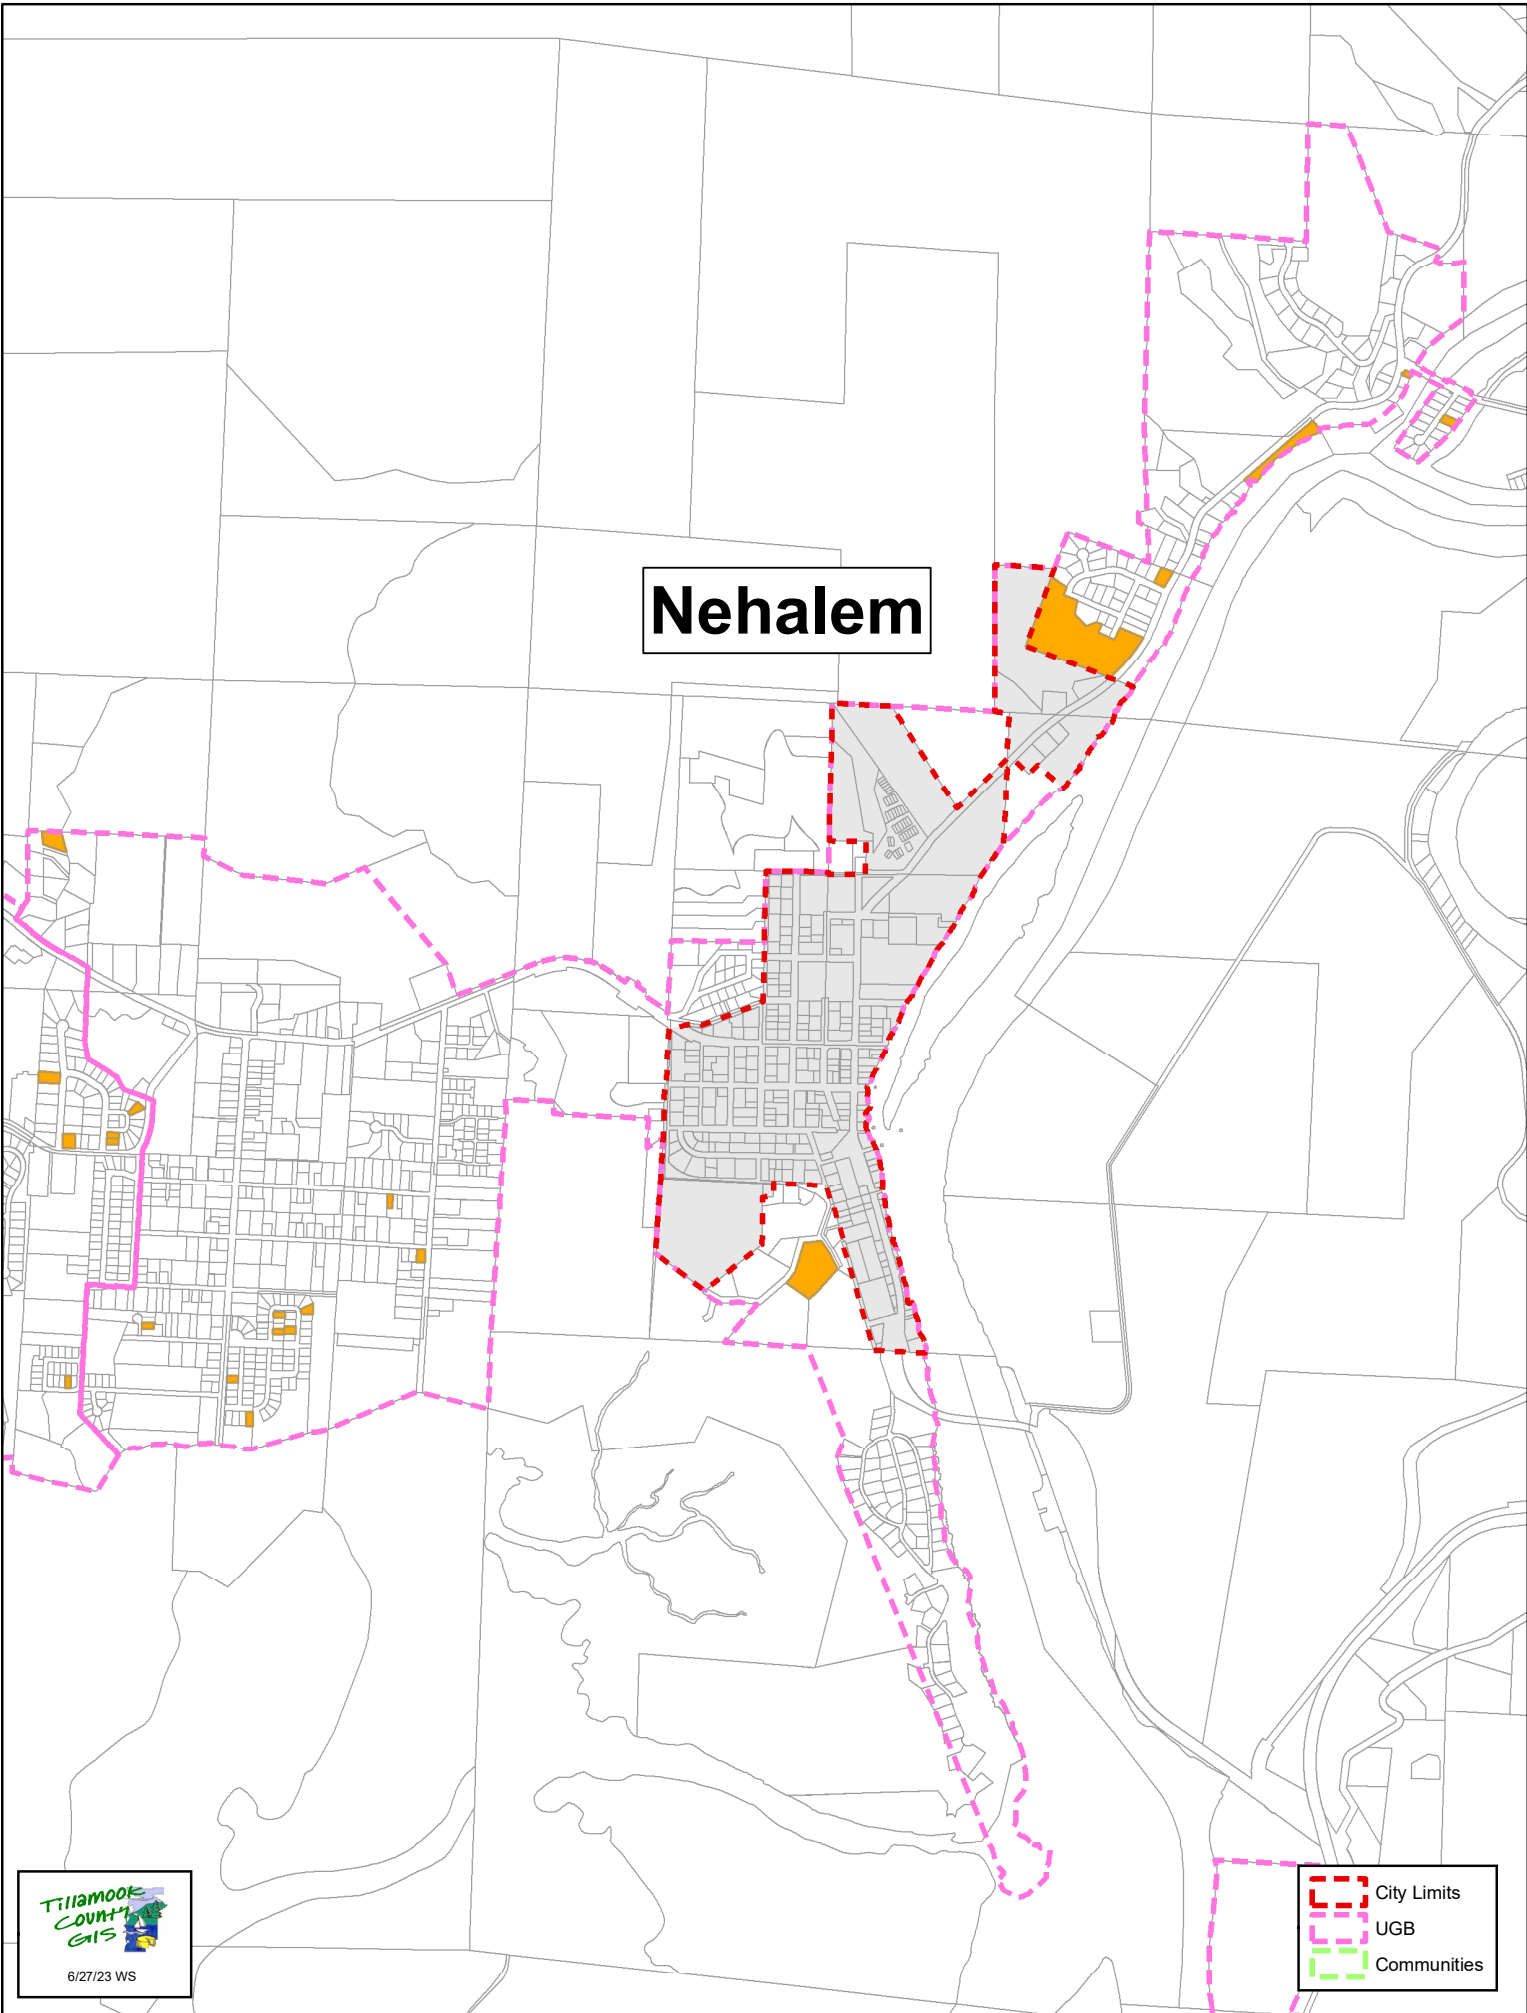 Nehalem
Tillamook
County
GIS
6/27/23 WS
City Limits
UGB
Communities